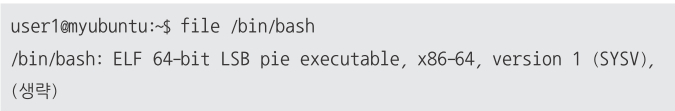 user1@myubuntu:~$ file /bin/bash
/bin/bash: ELF 64-bit LSB pie executable, x86-64, version 1 (SYSV),
(생략)